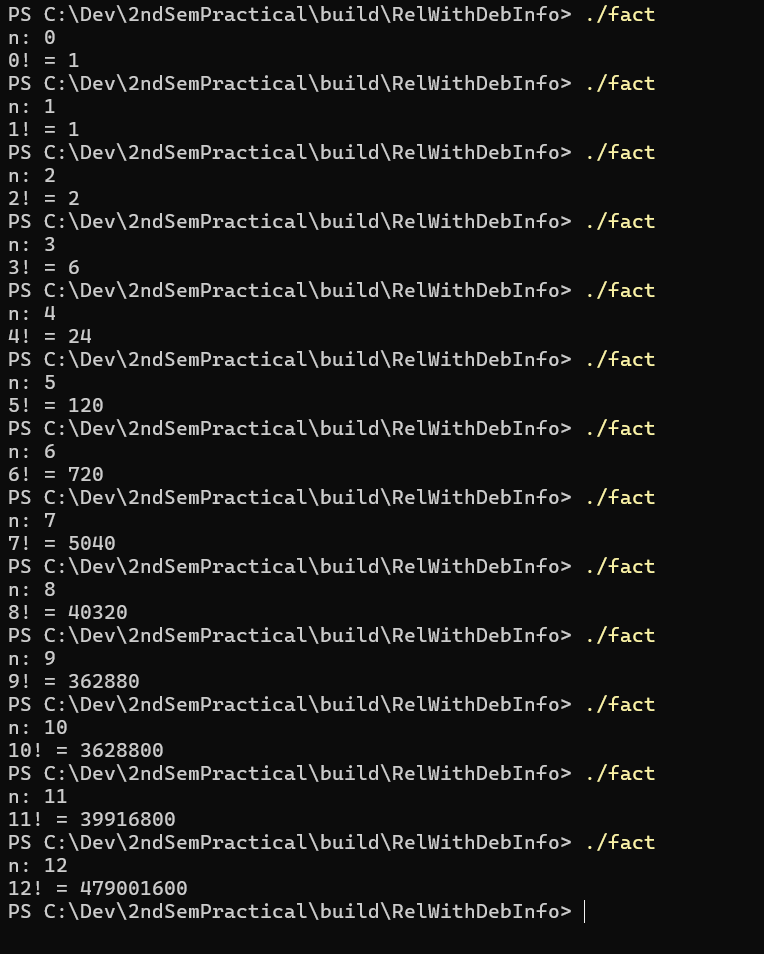 PS C:\Dev\2ndSemPractical\build\RelWithDebInfo> ./fact
n: 0
0! = 1
PS C:\Dev\2ndSemPractical\build\RelWithDebInfo> ./fact
n: 1
1! = 1
PS C:\Dev\2ndSemPractical\build\RelWithDebInfo> ./fact
n: 2
2! = 2
PS C:\Dev\2ndSemPractical\build\RelWithDebInfo> ./fact
n: 3
3! = 6
PS C:\Dev\2ndSemPractical\build\RelWithDebInfo> ./fact
n: 4
4! = 24
PS C:\Dev\2ndSemPractical\build\RelWithDebInfo> ./fact
n: 5
5! = 120
PS C:\Dev\2ndSemPractical\build\RelWithDebInfo> ./fact
n: 6
6! = 720
PS C:\Dev\2ndSemPractical\build\RelWithDebInfo> ./fact
n: 7
7! = 5040
PS C:\Dev\2ndSemPractical\build\RelWithDebInfo> ./fact
n: 8
8! = 40320
PS C:\Dev\2ndSemPractical\build\RelWithDebInfo> ./fact
n: 9
9! = 362880
PS C:\Dev\2ndSemPractical\build\RelWithDebInfo> ./fact
n: 10
10! = 3628800
PS C:\Dev\2ndSemPractical\build\RelWithDebInfo> ./fact
n: 11
11! = 39916800
PS C:\Dev\2ndSemPractical\build\RelWithDebInfo> ./fact
n: 12
12! = 479001600
PS C:\Dev\2ndSemPractical\build\RelWithDebInfo>